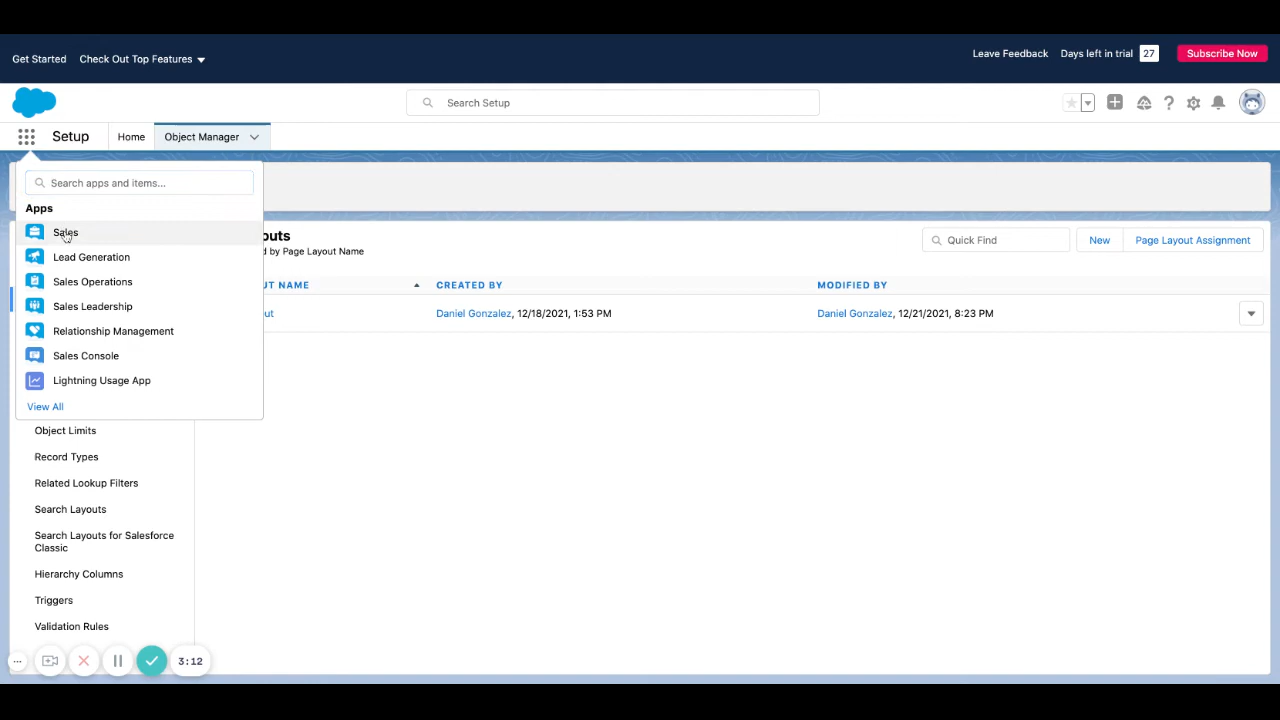 Get Started
Check Out Top Features
Leave Feedback
Days left in trial
27
Subscribe Now
Search Setup
Setup
Home
Object Manager
Search apps and items...
Apps
Sales
Lead Generation
Sales Operations
Sales Leadership
Relationship Management
Sales Console
Lightning Usage App
View All
outs
d by Page Layout Name
Quick Find
New
Page Layout Assignment
UT NAME
CREATED BY
MODIFIED BY
out
Daniel Gonzalez, 12/18/2021, 1:53 PM
Daniel Gonzalez, 12/21/2021, 8:23 PM
Object Limits
Record Types
Related Lookup Filters
Search Layouts
Search Layouts for Salesforce
Classic
Hierarchy Columns
Triggers
Validation Rules
3:12